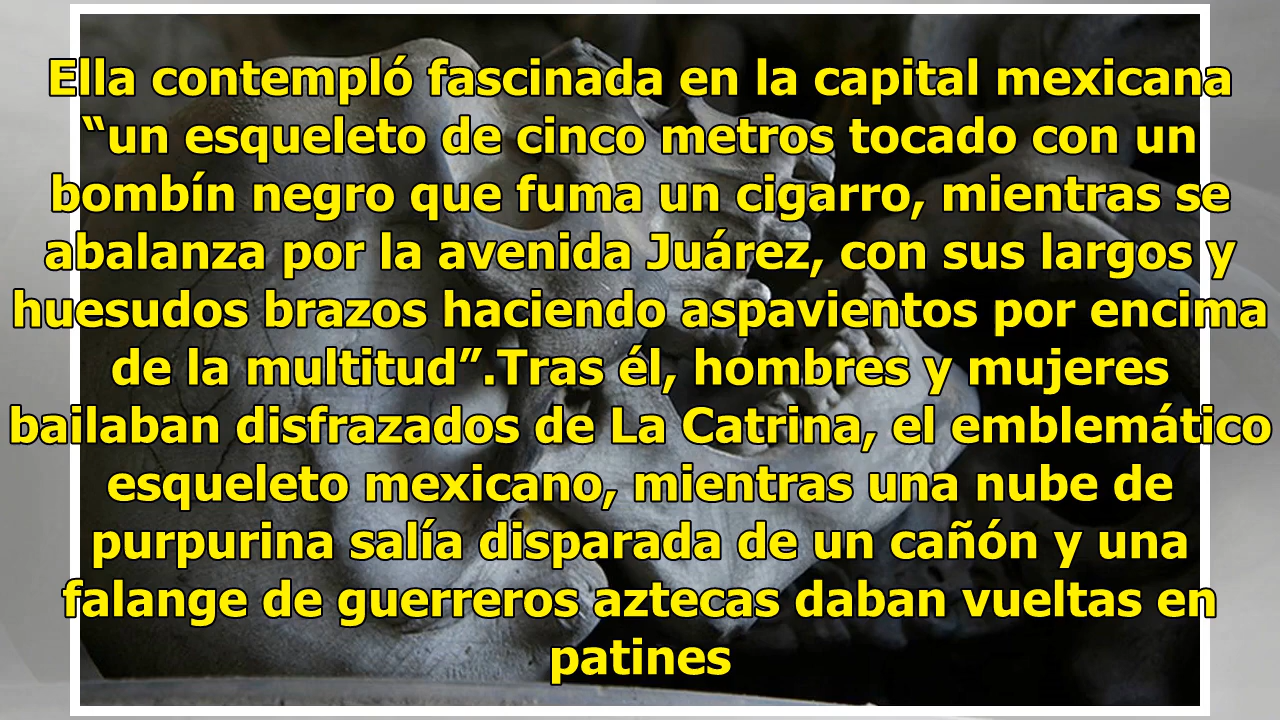 Ella contempló fascinada en la capital mexicana
“un esqueleto de cinco metros tocado con un
bombín negro que fuma un cigarro, mientras se
abalanza por la avenida Juárez, con sus largos y
huesudos brazos haciendo aspavientos por encima
de la multitud”.Tras él, hombres y mujeres
bailaban disfrazados de La Catrina, el emblemático
esqueleto mexicano, mientras una nube de
purpurina salía disparada de un cañón y una
falange de guerreros aztecas daban vueltas en
patines